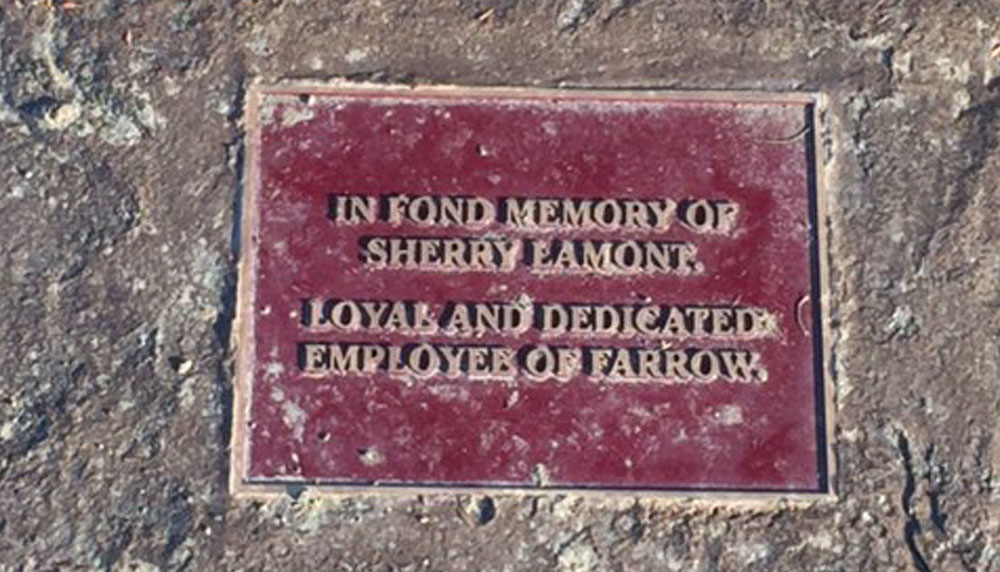 IN FOND MEMORY OF
SHERRY LAMONT.
LOYAL AND DEDICATED
EMPLOYEE OF FARROW.